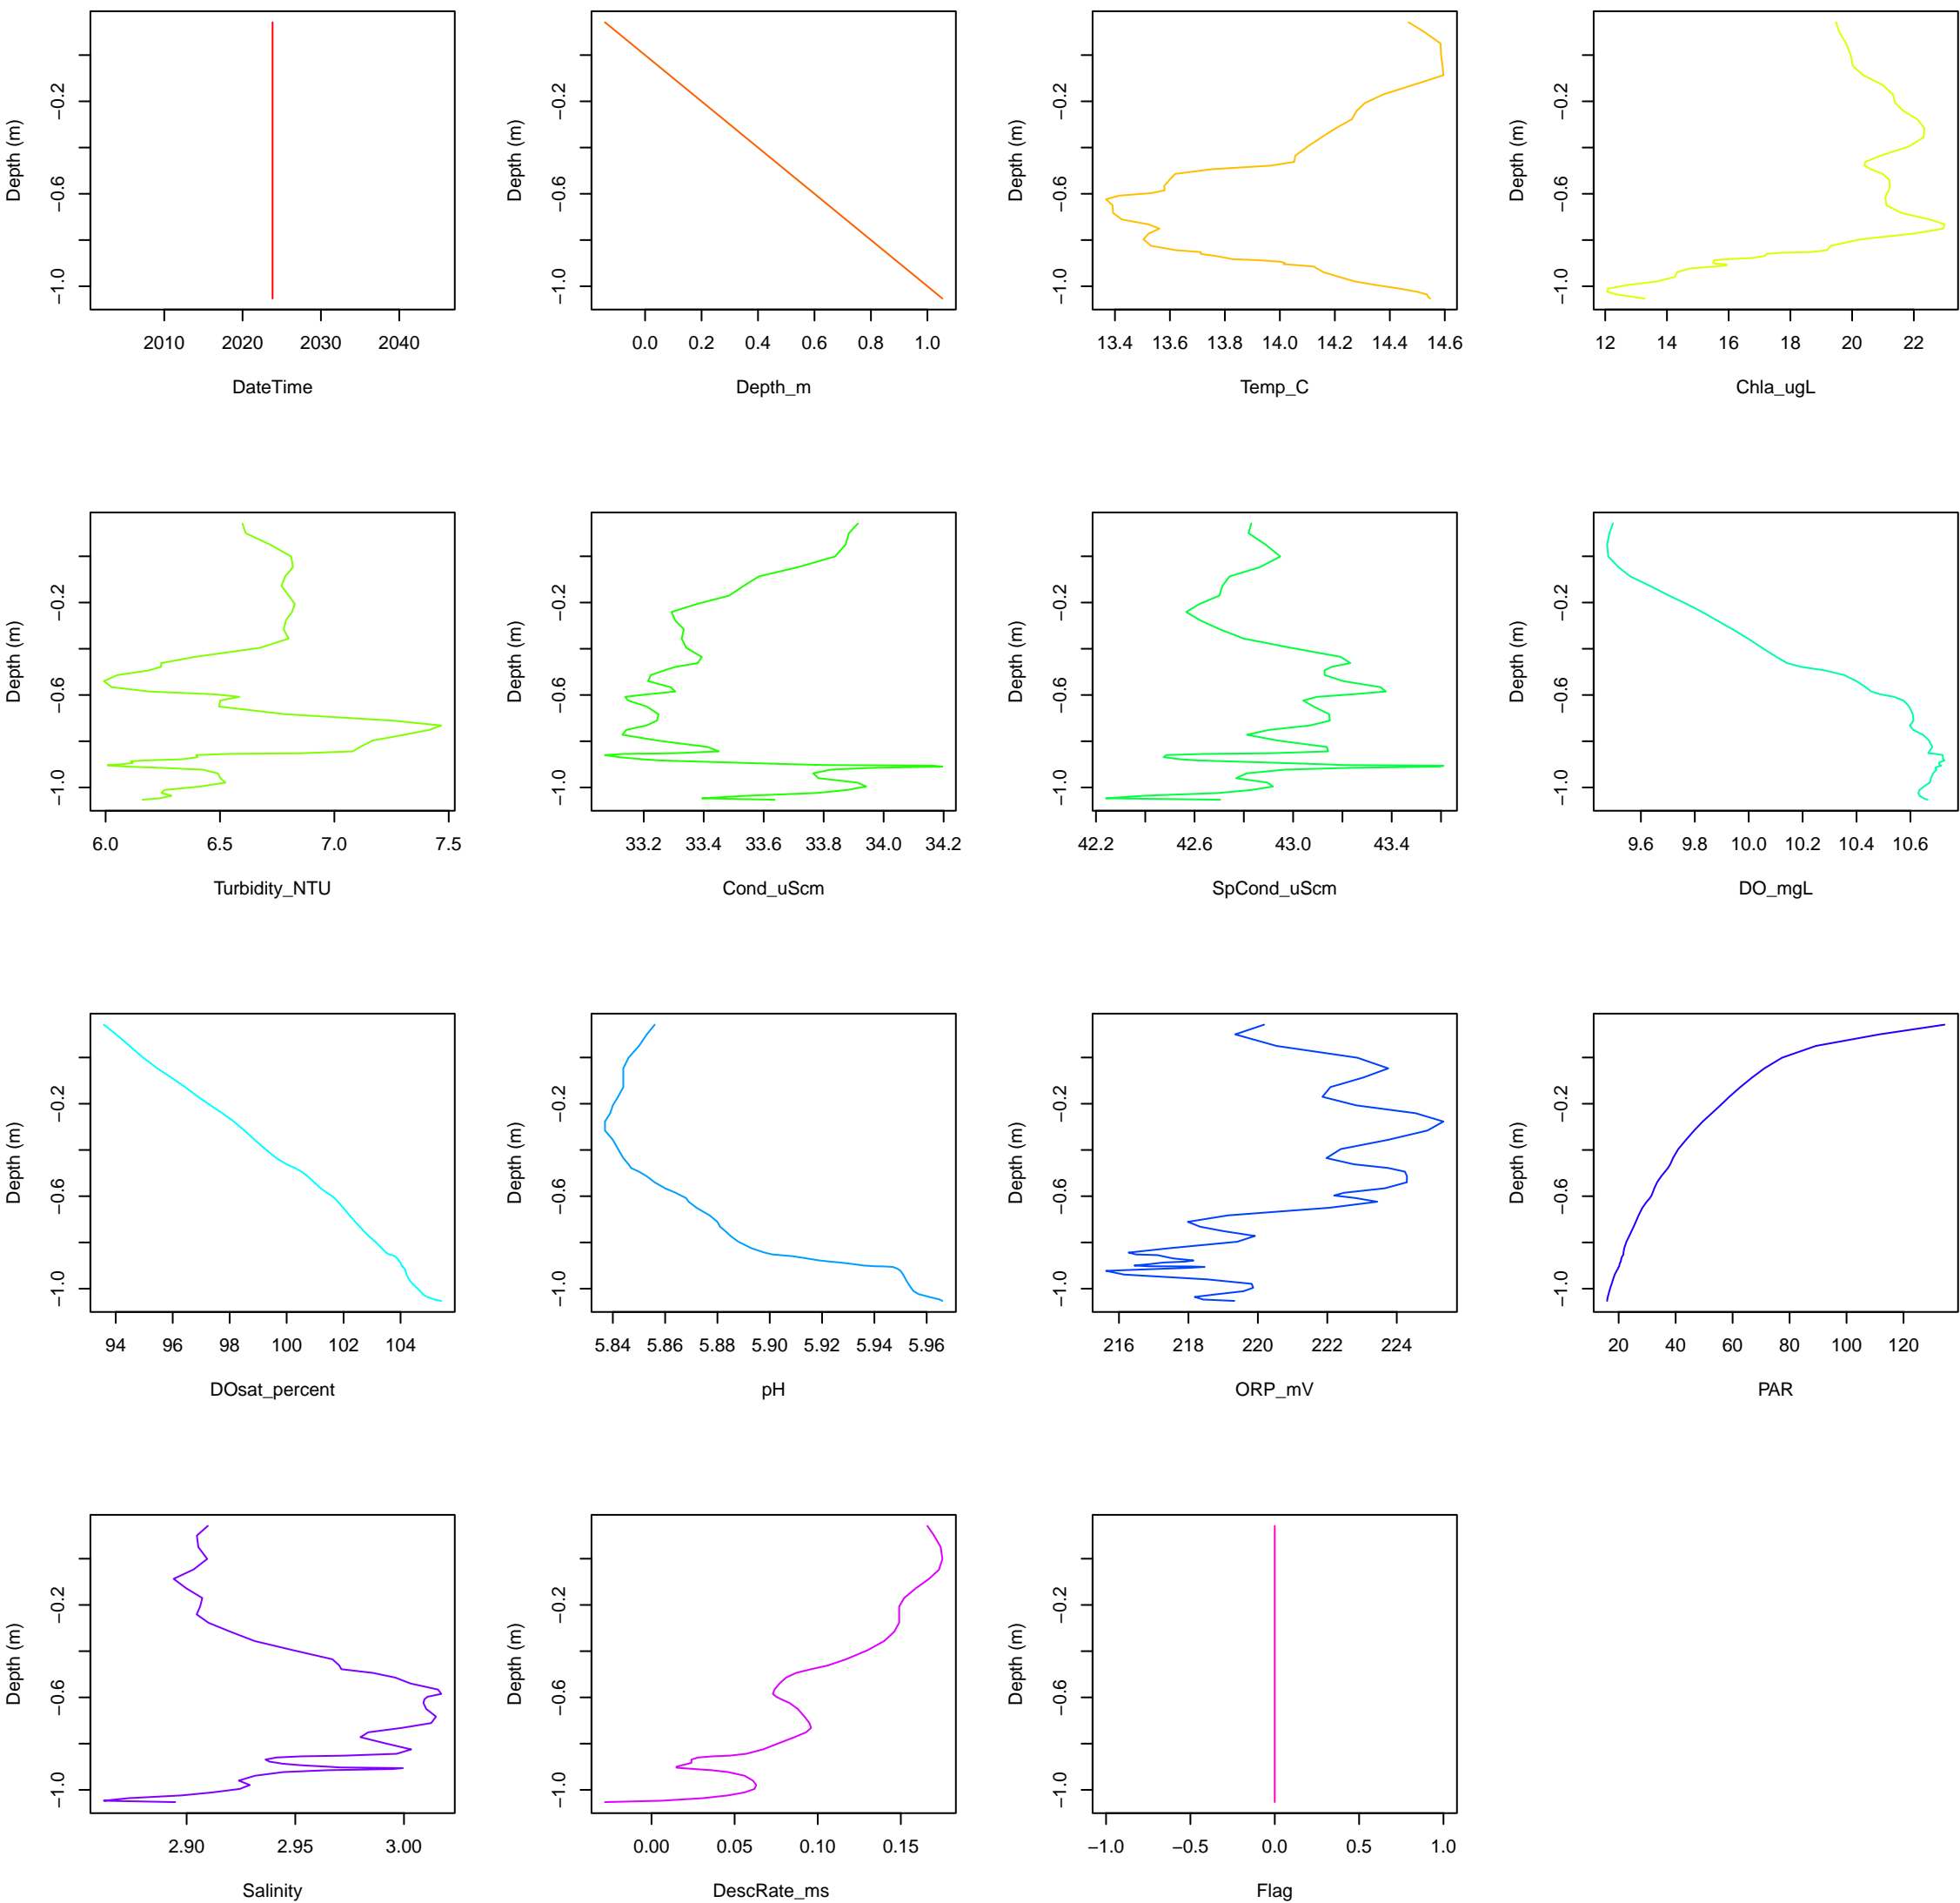 Depth (m)
−1.0 −0.6 −0.2
2010 2020 2030 2040
DateTime
Depth (m)
−1.0 −0.6 −0.2
0.0 0.2 0.4 0.6 0.8 1.0
Depth_m
Depth (m)
−1.0 −0.6 −0.2
13.4 13.6 13.8 14.0 14.2 14.4 14.6
Temp_C
Depth (m)
−1.0 −0.6 −0.2
12 14 16 18 20 22
Chla_ugL
Depth (m)
−1.0 −0.6 −0.2
6.0 6.5 7.0 7.5
Turbidity_NTU
Depth (m)
−1.0 −0.6 −0.2
33.2 33.4 33.6 33.8 34.0 34.2
Cond_uScm
Depth (m)
−1.0 −0.6 −0.2
42.2 42.6 43.0 43.4
SpCond_uScm
Depth (m)
−1.0 −0.6 −0.2
9.6 9.8 10.0 10.2 10.4 10.6
DO_mgL
Depth (m)
−1.0 −0.6 −0.2
94 96 98 100 102 104
DOsat_percent
Depth (m)
−1.0 −0.6 −0.2
5.84 5.86 5.88 5.90 5.92 5.94 5.96
pH
Depth (m)
−1.0 −0.6 −0.2
216 218 220 222 224
ORP_mV
Depth (m)
−1.0 −0.6 −0.2
20 40 60 80 100 120
PAR
Depth (m)
−1.0 −0.6 −0.2
2.90 2.95 3.00
Salinity
Depth (m)
−1.0 −0.6 −0.2
0.00 0.05 0.10 0.15
DescRate_ms
Depth (m)
−1.0 −0.6 −0.2
−1.0 −0.5 0.0 0.5 1.0
Flag